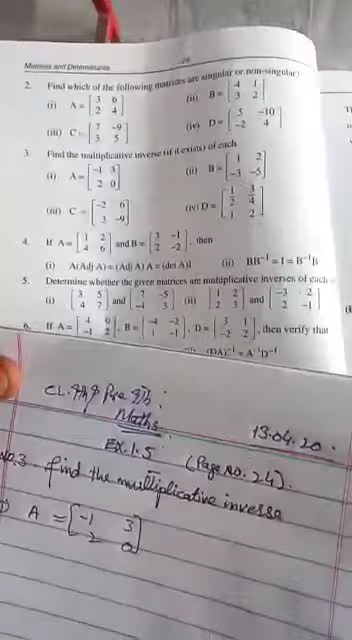 Matrices and Determinants 24
2. Find which of the following matrices are singular or non-singular?
(i) A = [3 6; 2 4] (ii) B = [4 1; 3 2]
(iii) C = [7 -9; 3 5] (iv) D = [5 -10; -2 4]
3. Find the multiplicative inverse (if it exists) of each
(i) A = [-1 3; 2 0] (ii) B = [1 2; -3 -5]
(iii) C = [-2 6; 3 -9] (iv) D = [1/2 3/4; 1 2]
4. If A = [1 2; 4 6] and B = [3 -1; 2 -2], then
(i) A(Adj A) = (Adj A) A = (det A)I (ii) BB⁻¹ = I = B⁻¹B
5. Determine whether the given matrices are multiplicative inverses of each
(i) [3 5; 4 7] and [7 -5; -4 3] (ii) [1 2; 2 3] and [-3 2; 2 -1]
6. If A = [4 0; -1 2], B = [-4 -2; 1 -1], D = [3 1; -2 2], then verify that
(DA)⁻¹ = A⁻¹D⁻¹
Pre 9th:
Maths
13.04.20.
EX.1.5 (Page No. 24).
No.3. find the multiplicative inverse
A = [-1 3; 2 0]